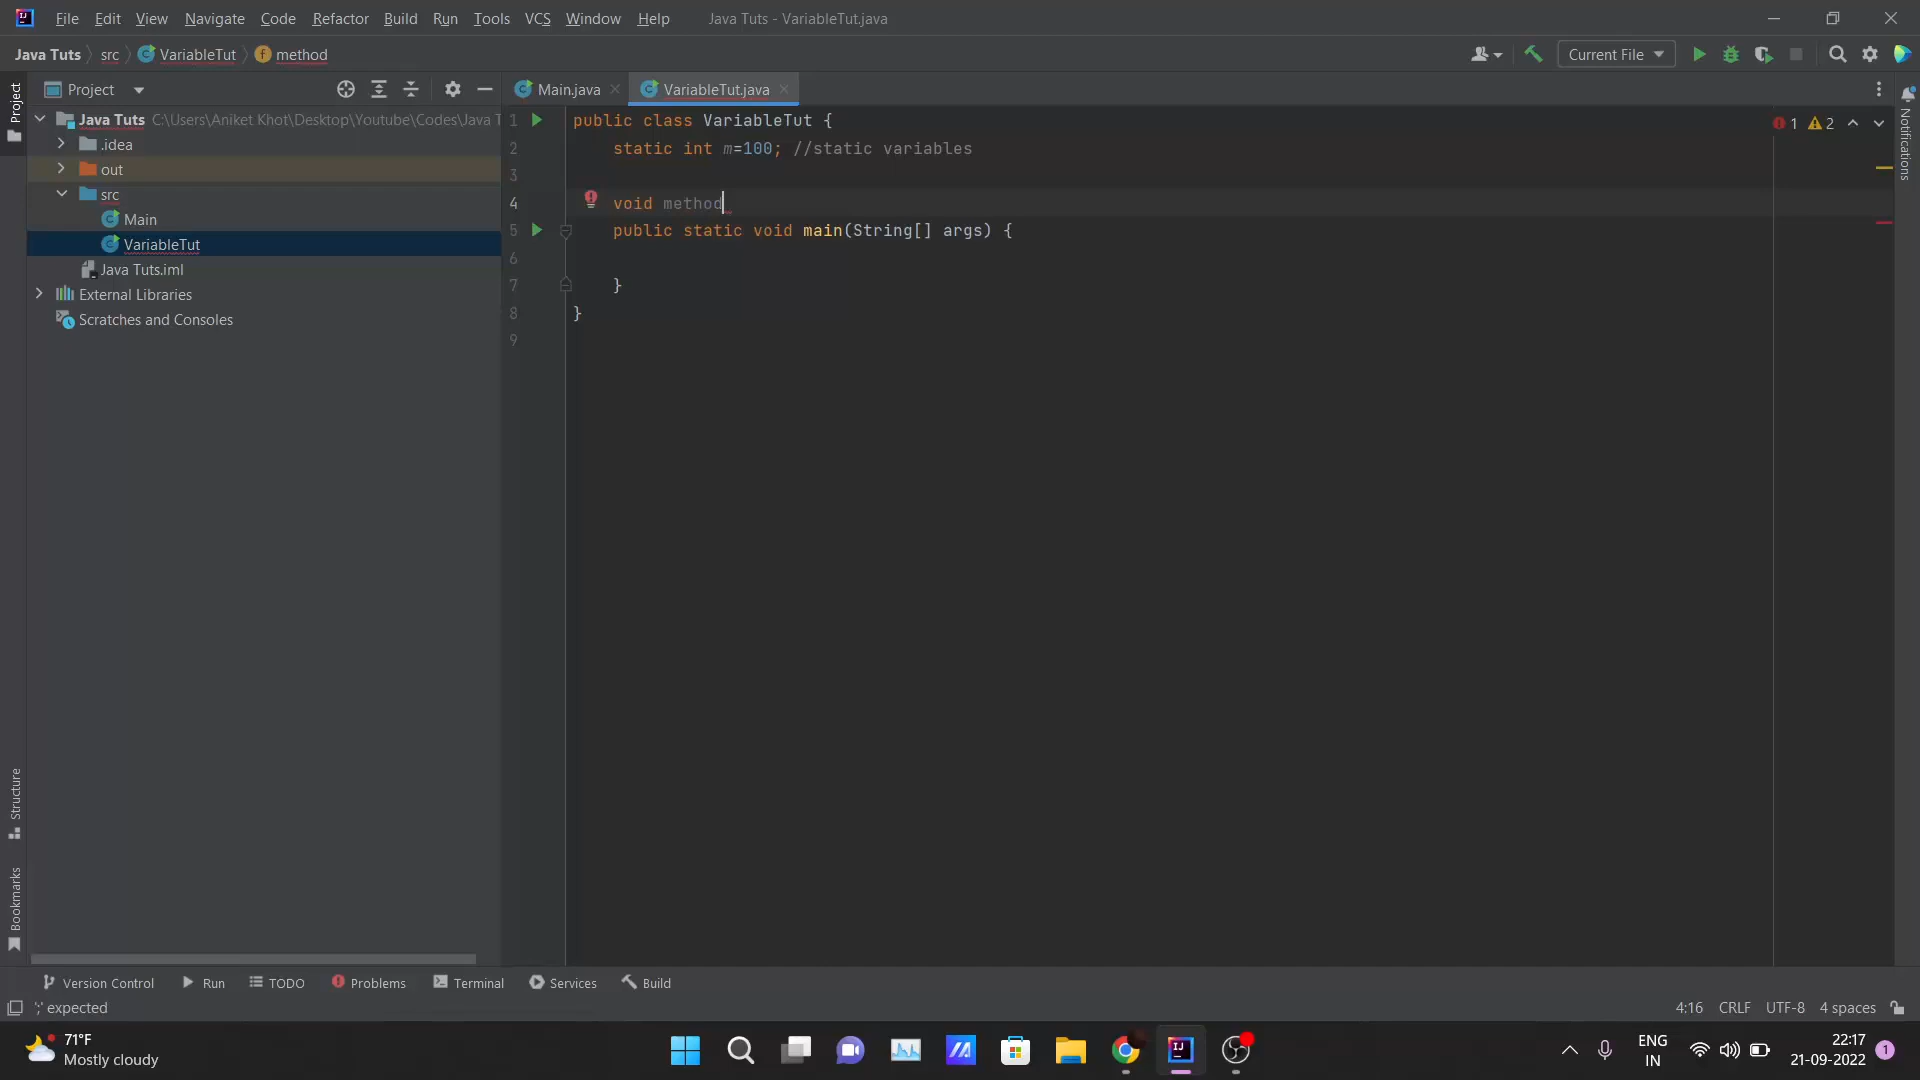 File Edit View Navigate Code Refactor Build Run Tools VCS Window Help Java Tuts - VariableTut.java
Java Tuts src VariableTut method Current File
Project Main.java VariableTut.java
Java Tuts C:\Users\Aniket Khot\Desktop\Youtube\Codes\Java T
.idea
out
src
Main
VariableTut
Java Tuts.iml
External Libraries
Scratches and Consoles
1 public class VariableTut {
2 static int m=100; //static variables
3
4 void method
5 public static void main(String[] args) {
6
7 }
8 }
9
1 2
Project
Structure
Bookmarks
Notifications
Version Control Run TODO Problems Terminal Services Build
';' expected 4:16 CRLF UTF-8 4 spaces
71°F
Mostly cloudy
ENG
IN
22:17
21-09-2022
1